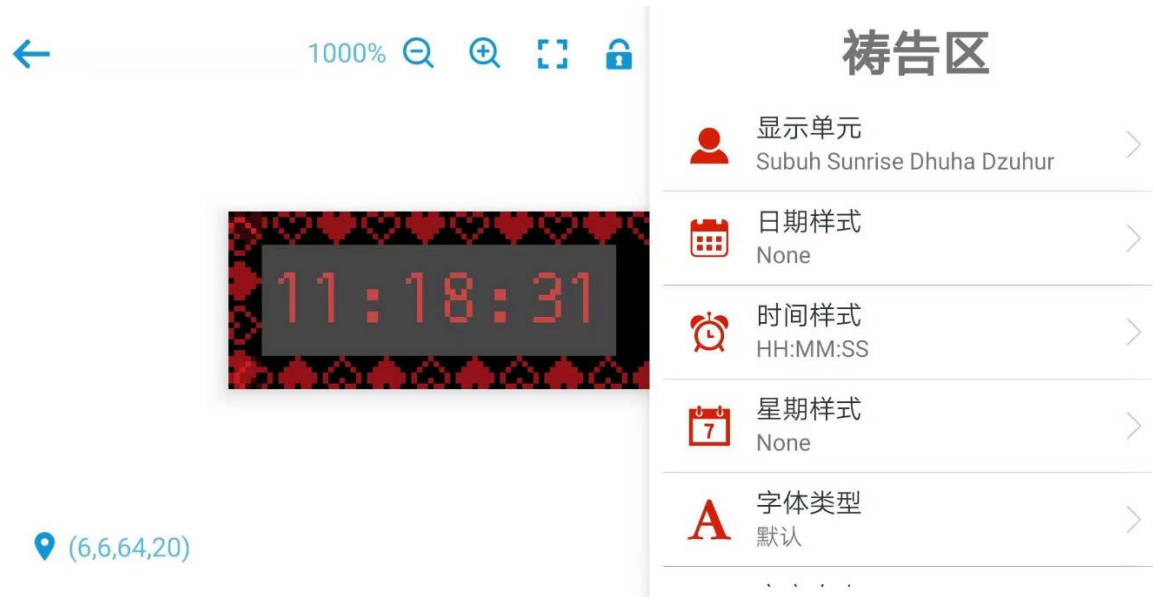 1000%
11:18:31
(6,6,64,20)
祷告区
显示单元
Subuh Sunrise Dhuha Dzuhur
日期样式
None
时间样式
HH:MM:SS
星期样式
7
None
字体类型
A
默认